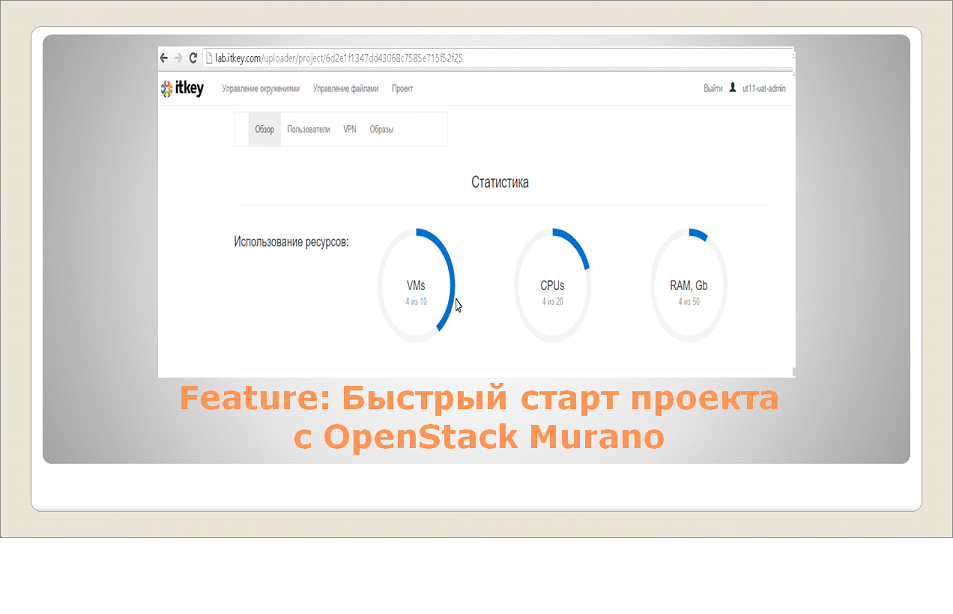 lab.itkey.com/uploader/project/6d2e1f1347dd43068c7585e715f52f25
itkey Управление окружениями Управление файлами Проект Выйти ut11-uat-admin
Обзор Пользователи VPN Образы
Статистика
Использование ресурсов:
VMs CPUs RAM, Gb
4 из 10 4 из 20 4 из 50
Feature: Быстрый старт проекта
с OpenStack Murano